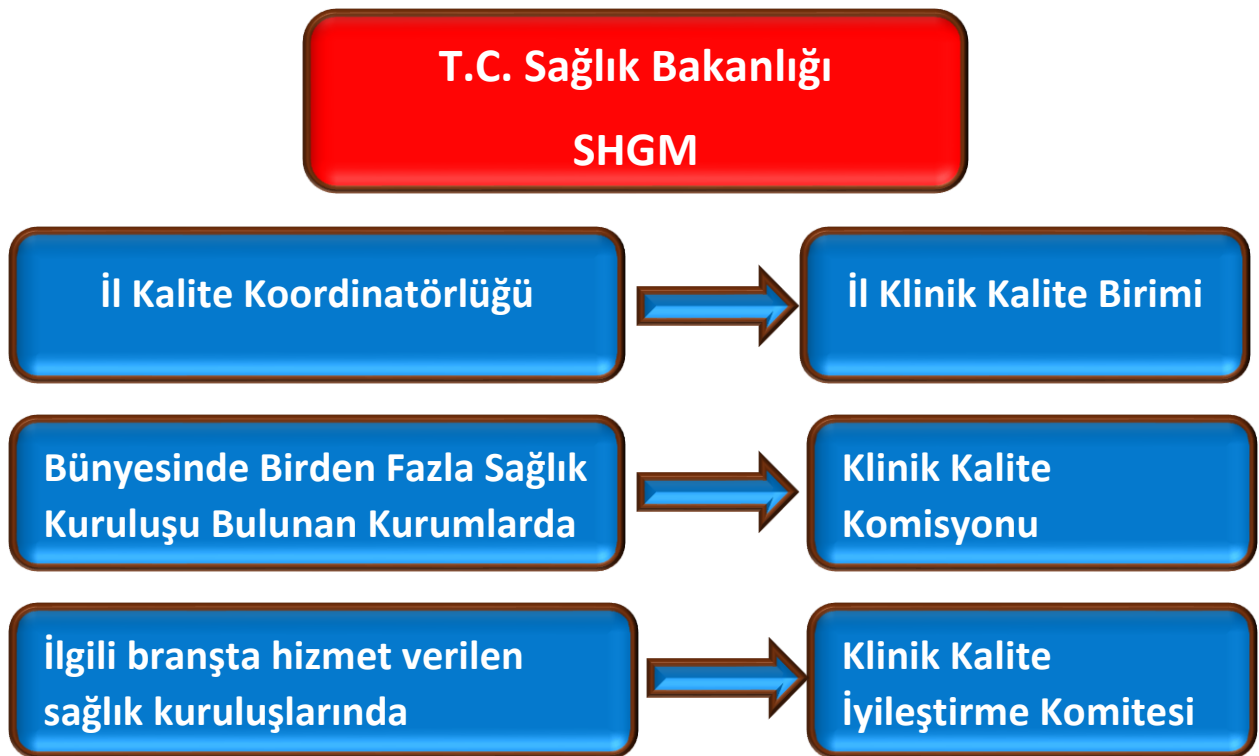 T.C. Sağlık Bakanlığı
SHGM
İl Kalite Koordinatörlüğü
İl Klinik Kalite Birimi
Bünyesinde Birden Fazla Sağlık
Kuruluşu Bulunan Kurumlarda
Klinik Kalite
Komisyonu
İlgili branşta hizmet verilen
sağlık kuruluşlarında
Klinik Kalite
İyileştirme Komitesi